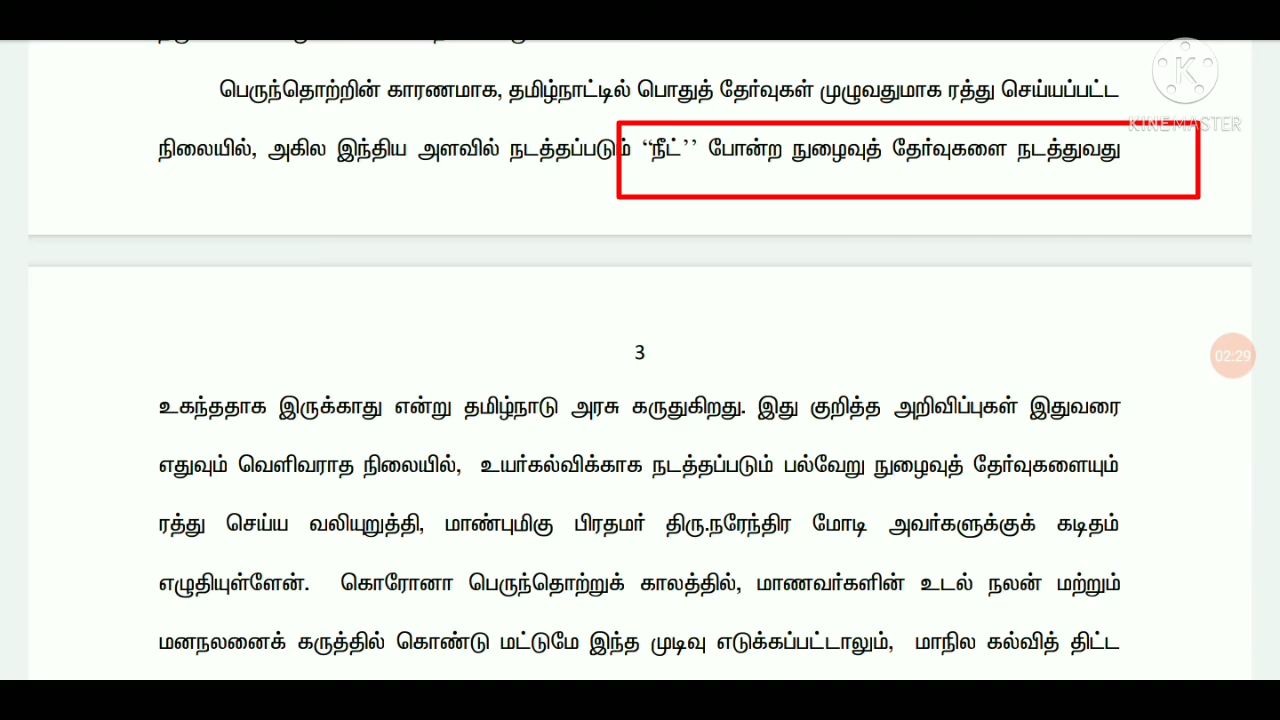 பெருந்தொற்றின் காரணமாக, தமிழ்நாட்டில் பொதுத் தேர்வுகள் முழுவதுமாக ரத்து செய்யப்பட்ட
நிலையில், அகில இந்திய அளவில் நடத்தப்படும் “நீட்’’ போன்ற நுழைவுத் தேர்வுகளை நடத்துவது
K
KINEMASTER
3
02:29
உகந்ததாக இருக்காது என்று தமிழ்நாடு அரசு கருதுகிறது. இது குறித்த அறிவிப்புகள் இதுவரை
எதுவும் வெளிவராத நிலையில், உயர்கல்விக்காக நடத்தப்படும் பல்வேறு நுழைவுத் தேர்வுகளையும்
ரத்து செய்ய வலியுறுத்தி, மாண்புமிகு பிரதமர் திரு.நரேந்திர மோடி அவர்களுக்குக் கடிதம்
எழுதியுள்ளேன். கொரோனா பெருந்தொற்றுக் காலத்தில், மாணவர்களின் உடல் நலன் மற்றும்
மனநலனைக் கருத்தில் கொண்டு மட்டுமே இந்த முடிவு எடுக்கப்பட்டாலும், மாநில கல்வித் திட்ட